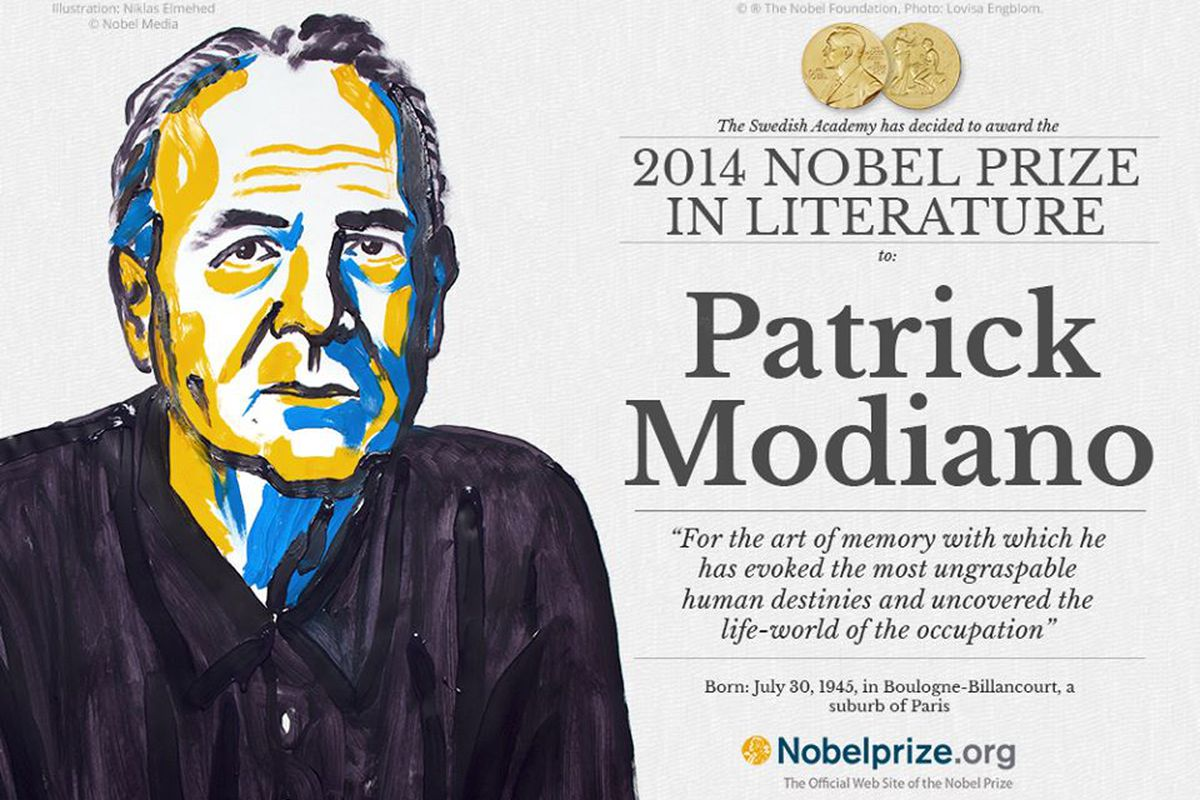 Illustration: Niklas Elmehed
© Nobel Media
© ® The Nobel Foundation. Photo: Lovisa Engblom.
The Swedish Academy has decided to award the
2014 NOBEL PRIZE
IN LITERATURE
to:
Patrick
Modiano
“For the art of memory with which he
has evoked the most ungraspable
human destinies and uncovered the
life-world of the occupation”
Born: July 30, 1945, in Boulogne-Billancourt, a
suburb of Paris
Nobelprize.org
The Official Web Site of the Nobel Prize